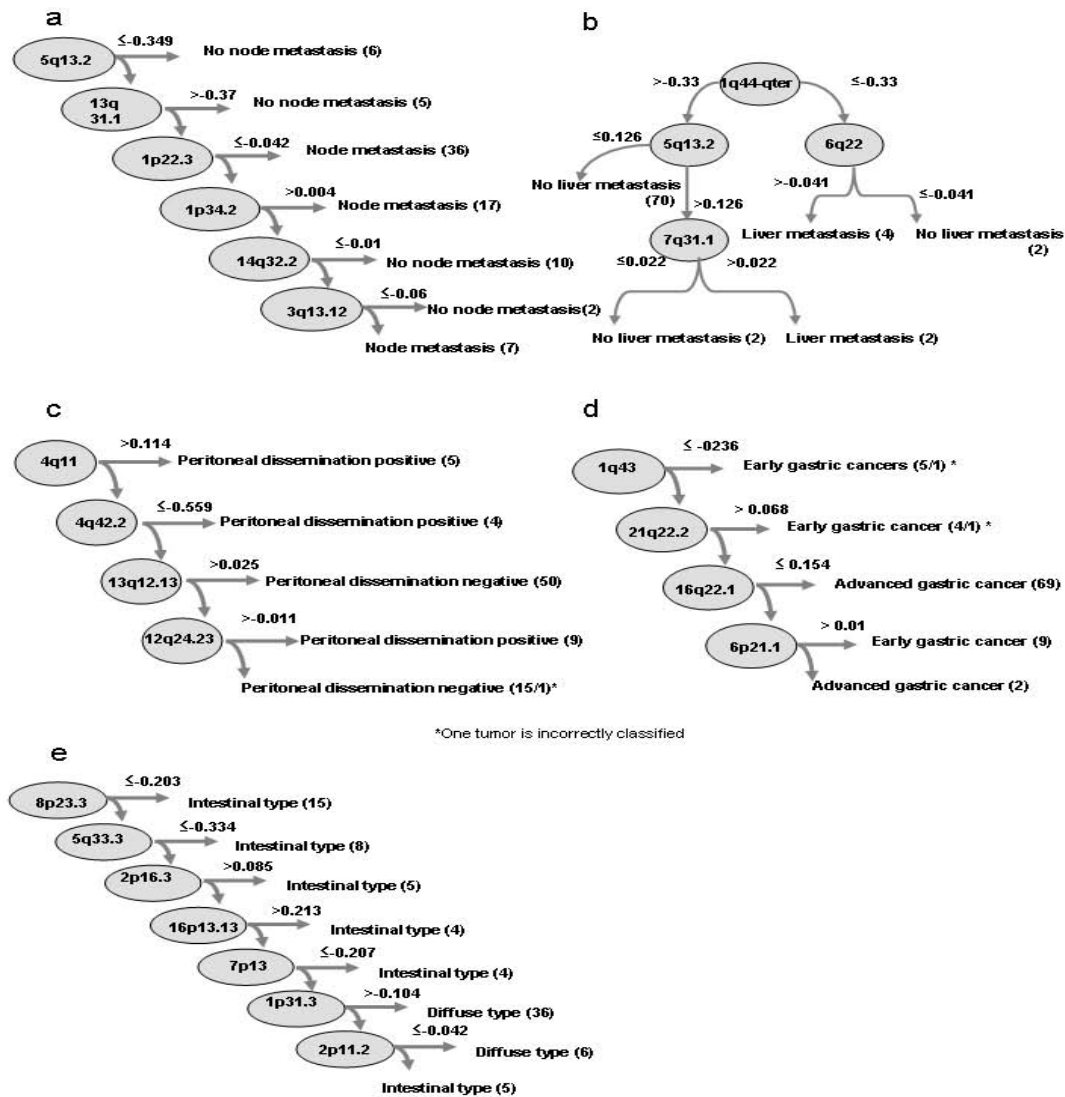 a
5q13.2
≤-0.349
No node metastasis (6)
13q
31.1
>-0.37
No node metastasis (5)
1p22.3
≤-0.042
Node metastasis (36)
1p34.2
>0.004
Node metastasis (17)
14q32.2
≤-0.01
No node metastasis (10)
3q13.12
≤-0.06
No node metastasis(2)
Node metastasis (7)
b
1q44-qter
>-0.33
≤-0.33
5q13.2
6q22
≤0.126
No liver metastasis
(70)
>0.126
>-0.041
≤-0.041
Liver metastasis (4)
No liver metastasis
(2)
7q31.1
≤0.022
>0.022
No liver metastasis (2)
Liver metastasis (2)
c
4q11
>0.114
Peritoneal dissemination positive (5)
4q42.2
≤-0.559
Peritoneal dissemination positive (4)
13q12.13
>0.025
Peritoneal dissemination negative (50)
12q24.23
>-0.011
Peritoneal dissemination positive (9)
Peritoneal dissemination negative (15/1)*
d
1q43
≤ -0236
Early gastric cancers (5/1) *
21q22.2
> 0.068
Early gastric cancer (4/1) *
16q22.1
≤ 0.154
Advanced gastric cancer (69)
6p21.1
> 0.01
Early gastric cancer (9)
Advanced gastric cancer (2)
*One tumor is incorrectly classified
e
8p23.3
≤-0.203
Intestinal type (15)
5q33.3
≤-0.334
Intestinal type (8)
2p16.3
>0.085
Intestinal type (5)
16p13.13
>0.213
Intestinal type (4)
7p13
≤-0.207
Intestinal type (4)
1p31.3
>-0.104
Diffuse type (36)
2p11.2
≤-0.042
Diffuse type (6)
Intestinal type (5)